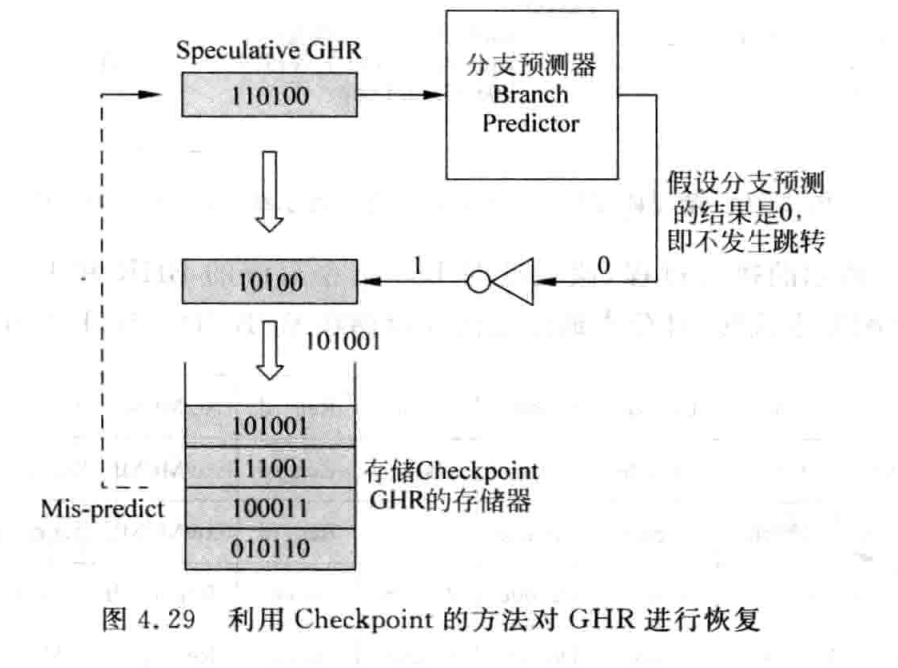 Speculative GHR
110100
分支预测器
Branch
Predictor
假设分支预测
的结果是0,
即不发生跳转
10100
1
0
101001
101001
111001
100011
010110
存储Checkpoint
GHR的存储器
Mis-predict
图 4.29 利用 Checkpoint 的方法对 GHR 进行恢复